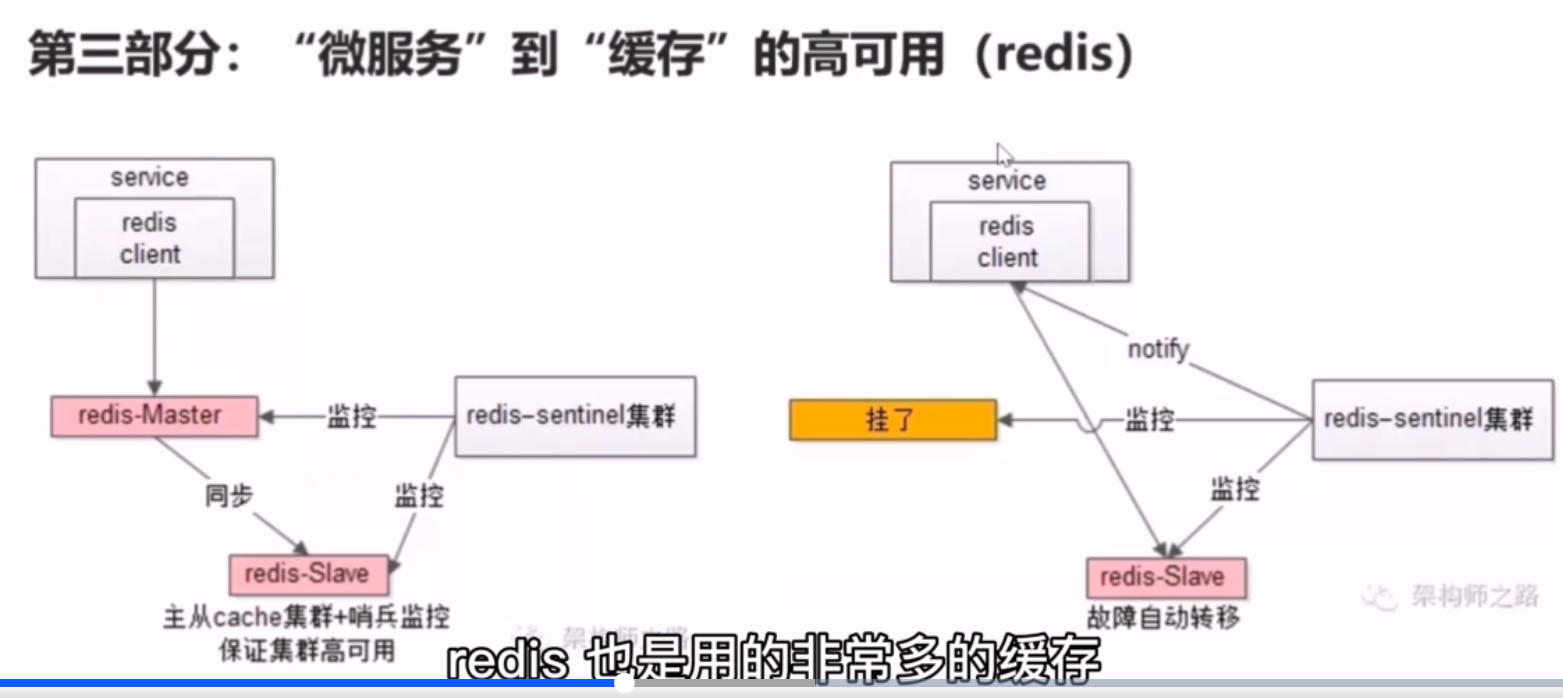 第三部分：“微服务”到“缓存”的高可用（redis）
service
redis
client
redis-Master
监控
redis-sentinel集群
同步
监控
redis-Slave
主从cache集群+哨兵监控
保证集群高可用
service
redis
client
notify
挂了
监控
redis-sentinel集群
监控
redis-Slave
故障自动转移
架构师之路
架构师之路
redis 也是用的非常多的缓存